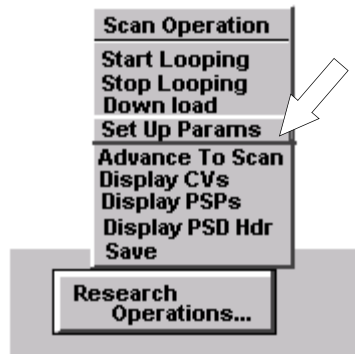 Scan Operation
Start Looping
Stop Looping
Down load
Set Up Params
Advance To Scan
Display CVs
Display PSPs
Display PSD Hdr
Save
Research
Operations...